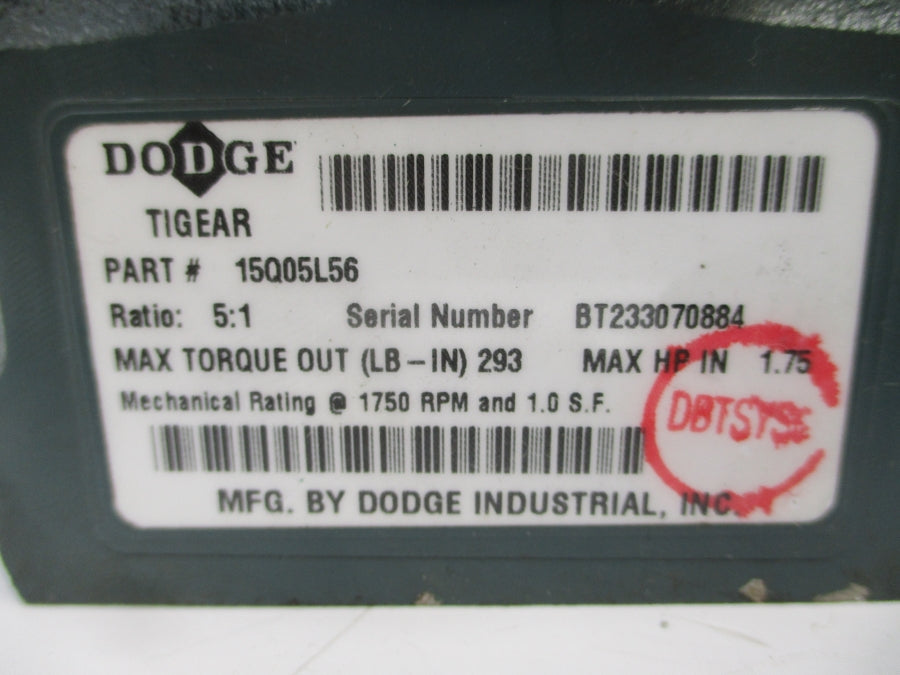 DODGE
TIGEAR
PART # 15Q05L56
Ratio: 5:1 Serial Number BT233070884
MAX TORQUE OUT (LB-IN) 293 MAX HP IN 1.75
Mechanical Rating @ 1750 RPM and 1.0 S.F.
DBTSYS
MFG. BY DODGE INDUSTRIAL, INC.